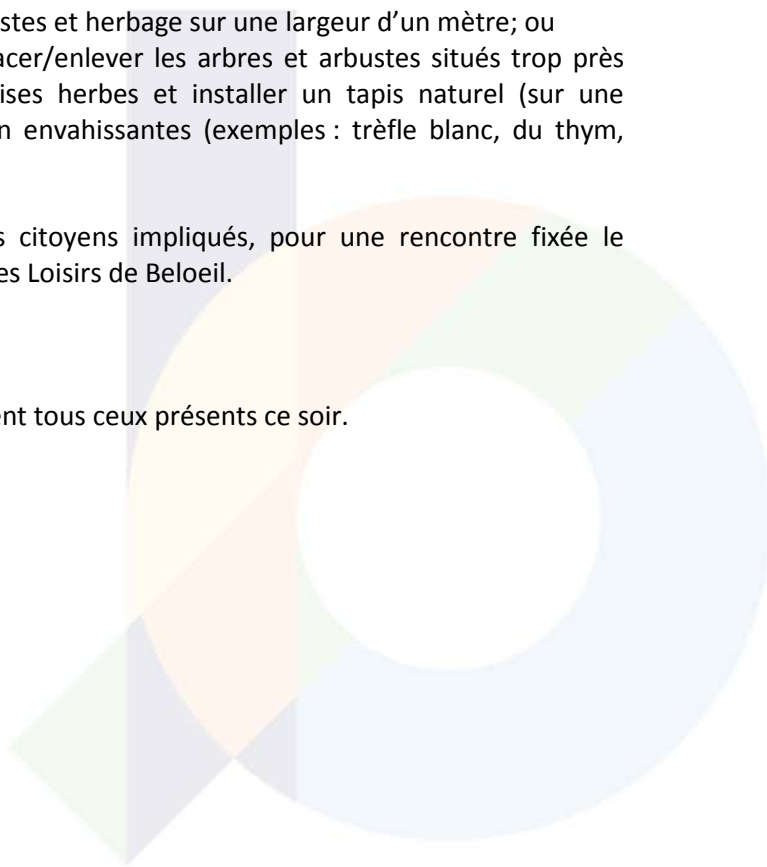 stes et herbage sur une largeur d’un mètre; ou
acer/enlever les arbres et arbustes situés trop près
ises herbes et installer un tapis naturel (sur une
n envahissantes (exemples : trèfle blanc, du thym,
s citoyens impliqués, pour une rencontre fixée le
es Loisirs de Beloeil.
nt tous ceux présents ce soir.